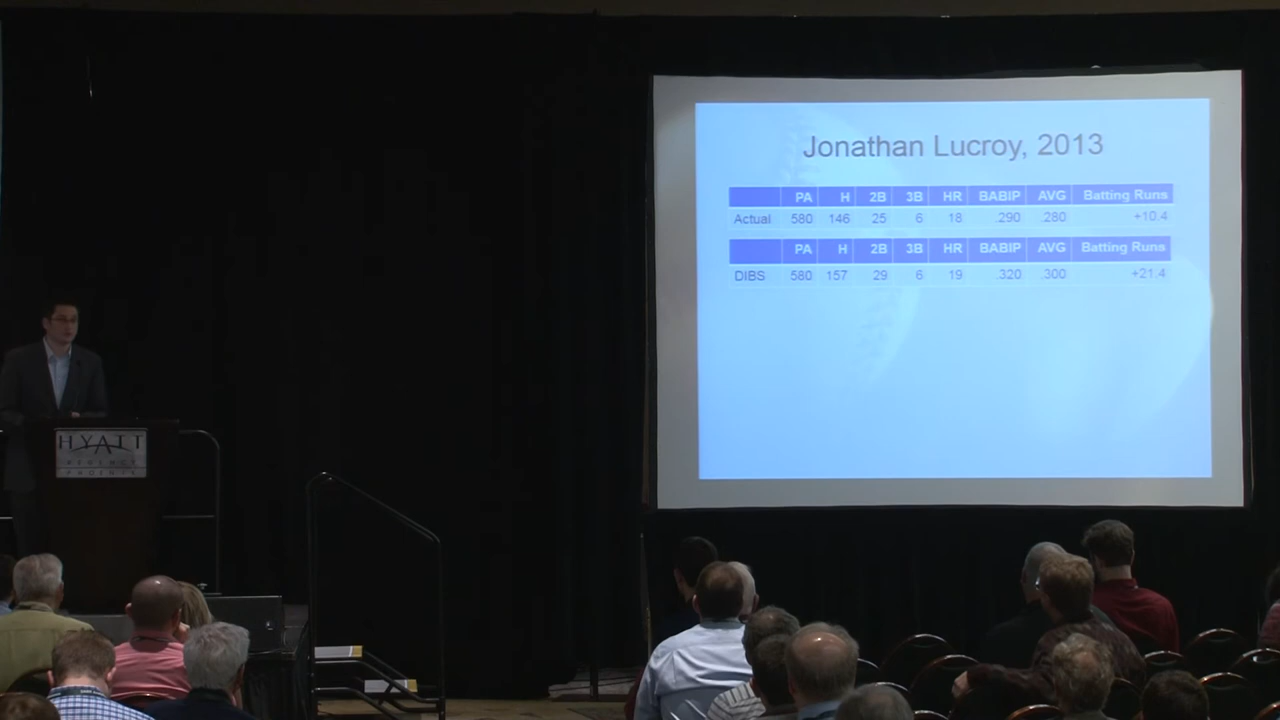 Jonathan Lucroy, 2013
PA H 2B 3B HR BABIP AVG Batting Runs
Actual 580 146 25 6 18 .290 .280 +10.4
PA H 2B 3B HR BABIP AVG Batting Runs
DIBS 580 157 29 6 19 .320 .300 +21.4
HYATT
REGENCY
PHOENIX